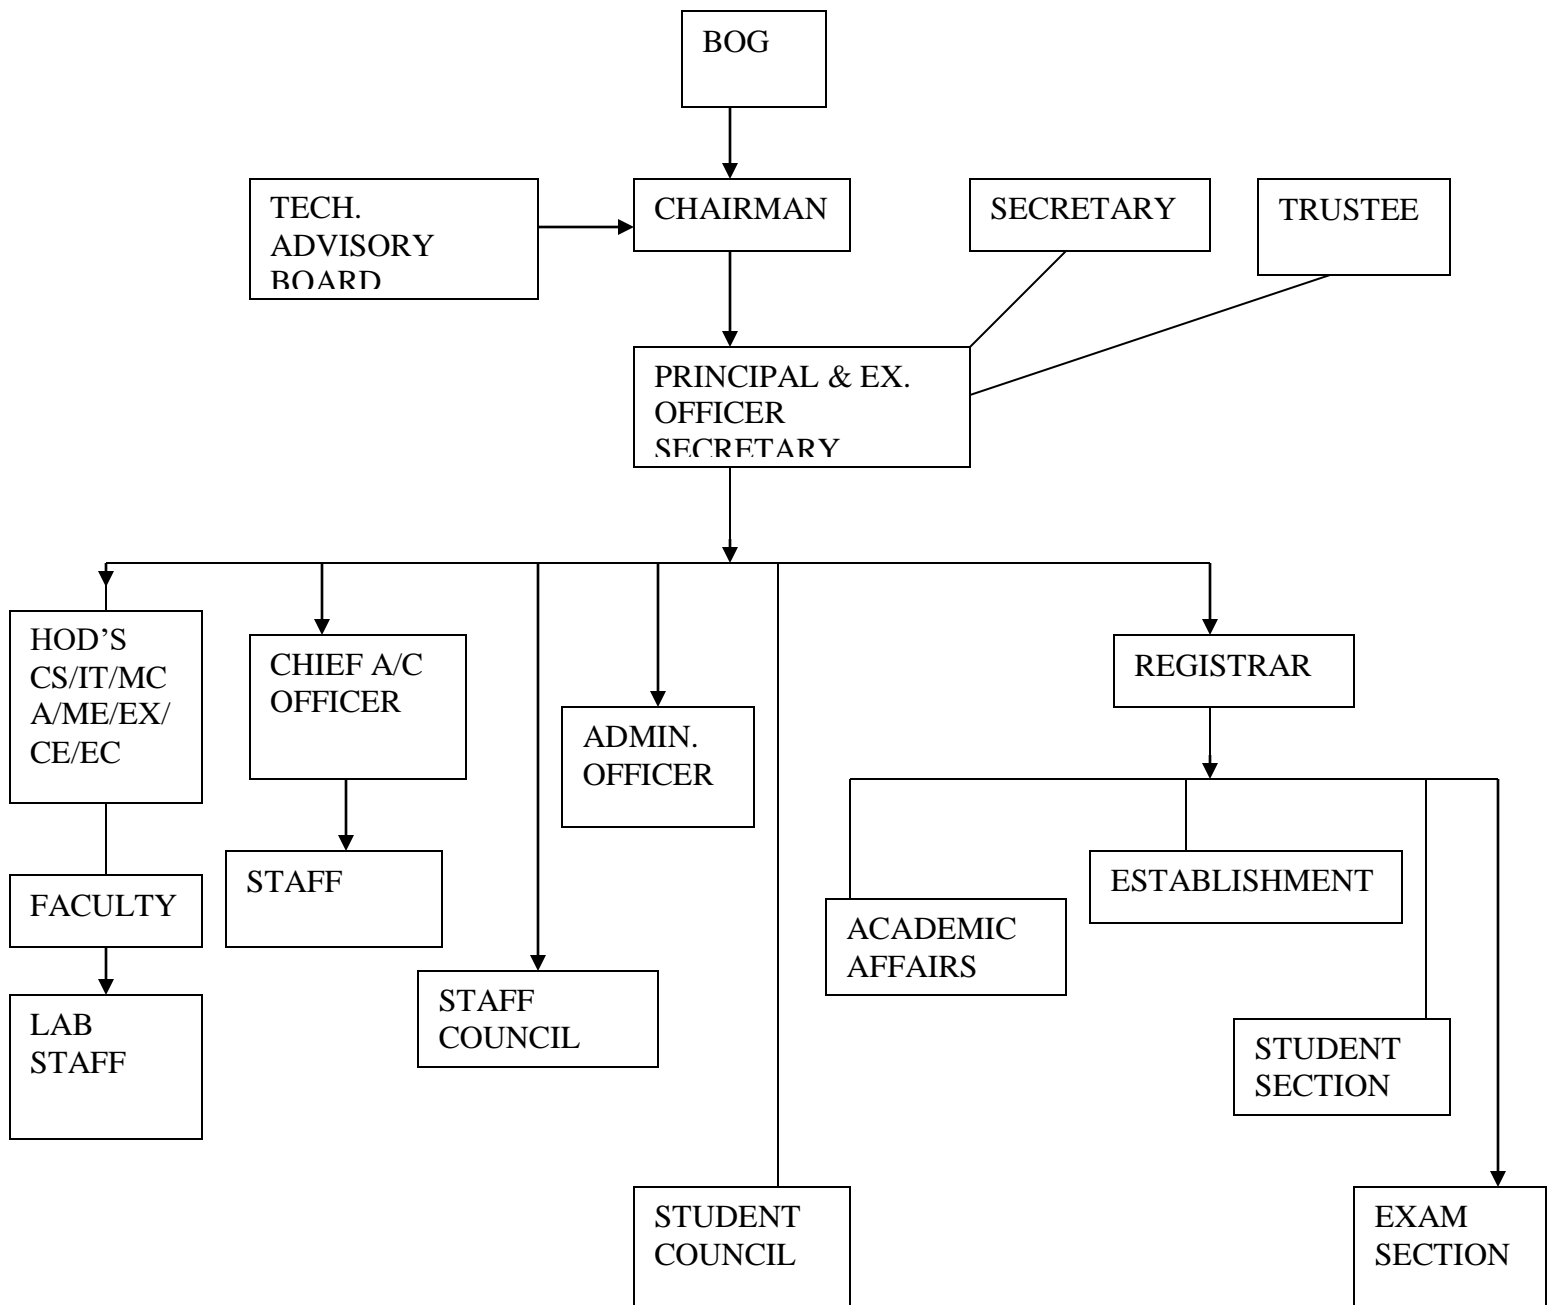 BOG
TECH.
ADVISORY
BOARD
CHAIRMAN
SECRETARY
TRUSTEE
PRINCIPAL & EX.
OFFICER
SECRETARY
HOD’S
CS/IT/MC
A/ME/EX/
CE/EC
CHIEF A/C
OFFICER
ADMIN.
OFFICER
REGISTRAR
FACULTY
STAFF
ESTABLISHMENT
ACADEMIC
AFFAIRS
LAB
STAFF
STAFF
COUNCIL
STUDENT
SECTION
STUDENT
COUNCIL
EXAM
SECTION